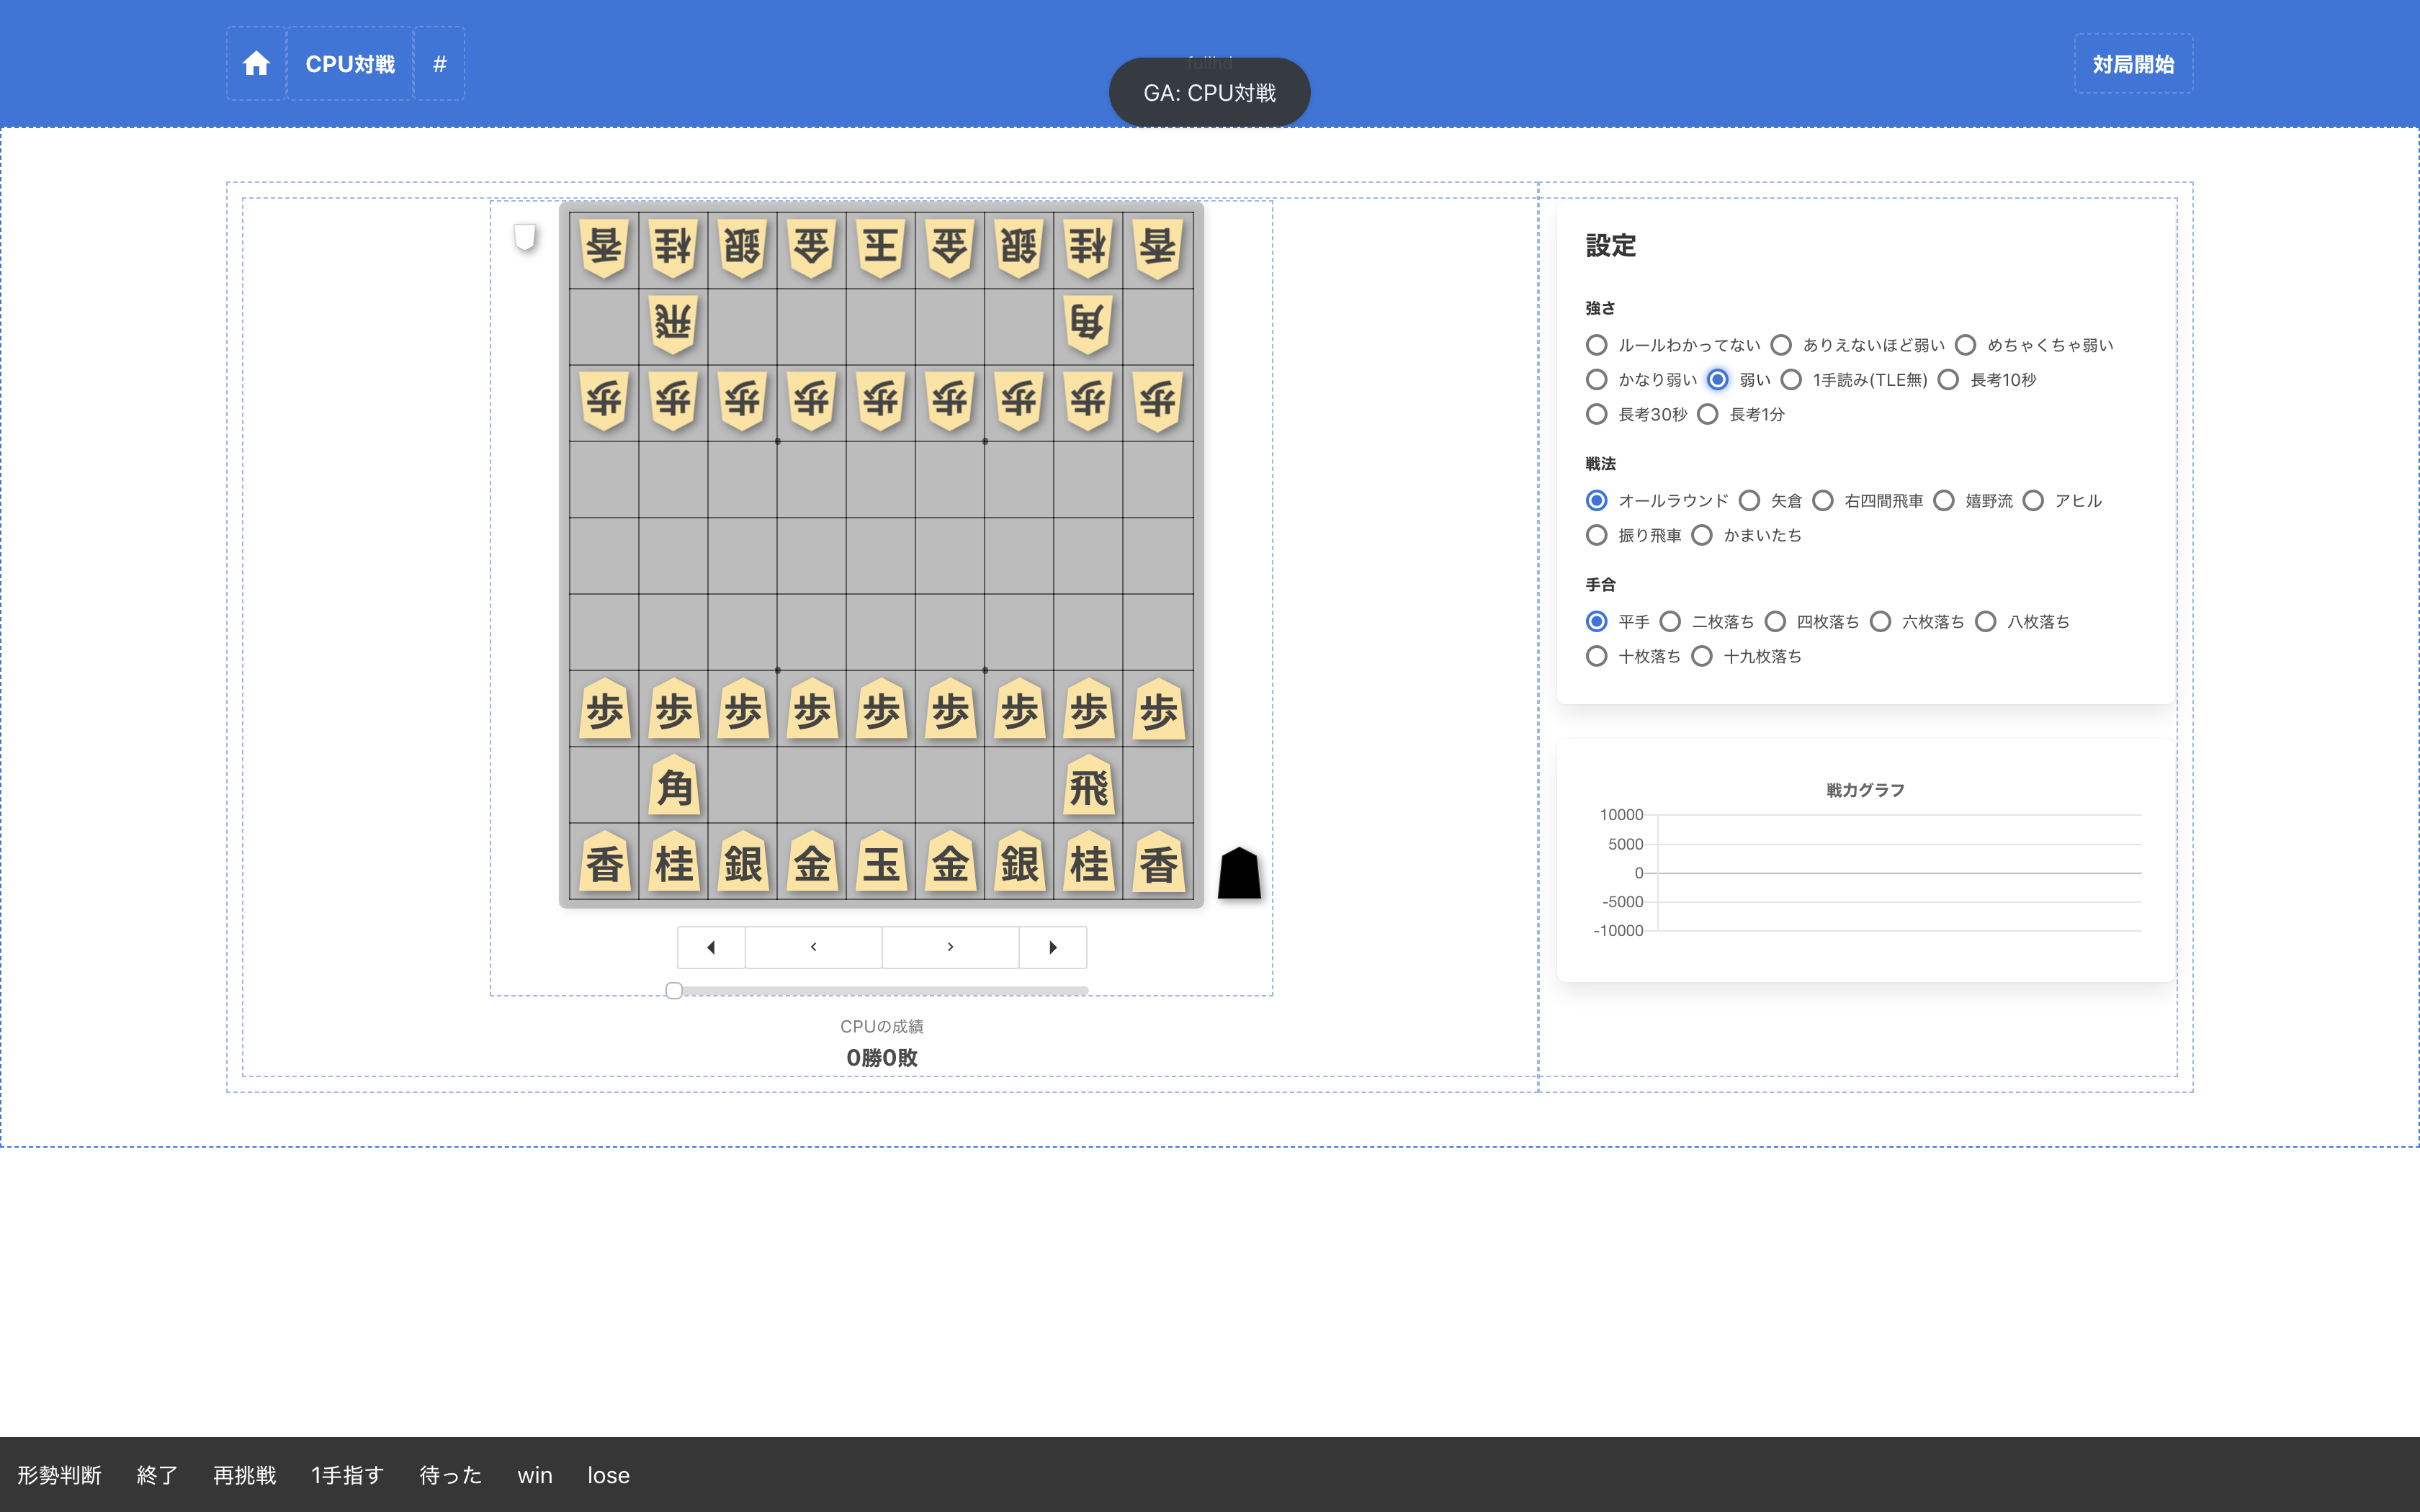 CPU対戦 #
fullhd
GA: CPU対戦
対局開始
香 桂 銀 金 玉 金 銀 桂 香
飛 角
歩 歩 歩 歩 歩 歩 歩 歩 歩
歩 歩 歩 歩 歩 歩 歩 歩 歩
角 飛
香 桂 銀 金 玉 金 銀 桂 香
CPUの成績
0勝0敗
設定
強さ
ルールわかってない ありえないほど弱い めちゃくちゃ弱い
かなり弱い 弱い 1手読み(TLE無) 長考10秒
長考30秒 長考1分
戦法
オールラウンド 矢倉 右四間飛車 嬉野流 アヒル
振り飛車 かまいたち
手合
平手 二枚落ち 四枚落ち 六枚落ち 八枚落ち
十枚落ち 十九枚落ち
戦力グラフ
10000
5000
0
-5000
-10000
形勢判断 終了 再挑戦 1手指す 待った win lose